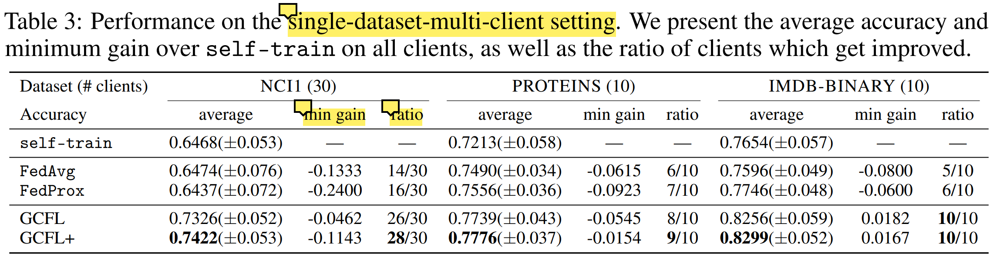 Table 3: Performance on the single-dataset-multi-client setting. We present the average accuracy and
minimum gain over self-train on all clients, as well as the ratio of clients which get improved.
Dataset (# clients) NCI1 (30) PROTEINS (10) IMDB-BINARY (10)
Accuracy average min gain ratio average min gain ratio average min gain ratio
self-train 0.6468(±0.053) — — 0.7213(±0.058) — — 0.7654(±0.057) — —
FedAvg 0.6474(±0.076) -0.1333 14/30 0.7490(±0.034) -0.0615 6/10 0.7596(±0.049) -0.0800 5/10
FedProx 0.6437(±0.072) -0.2400 16/30 0.7556(±0.036) -0.0923 7/10 0.7746(±0.048) -0.0600 6/10
GCFL 0.7326(±0.052) -0.0462 26/30 0.7739(±0.043) -0.0545 8/10 0.8256(±0.059) 0.0182 10/10
GCFL+ 0.7422(±0.053) -0.1143 28/30 0.7776(±0.037) -0.0154 9/10 0.8299(±0.052) 0.0167 10/10